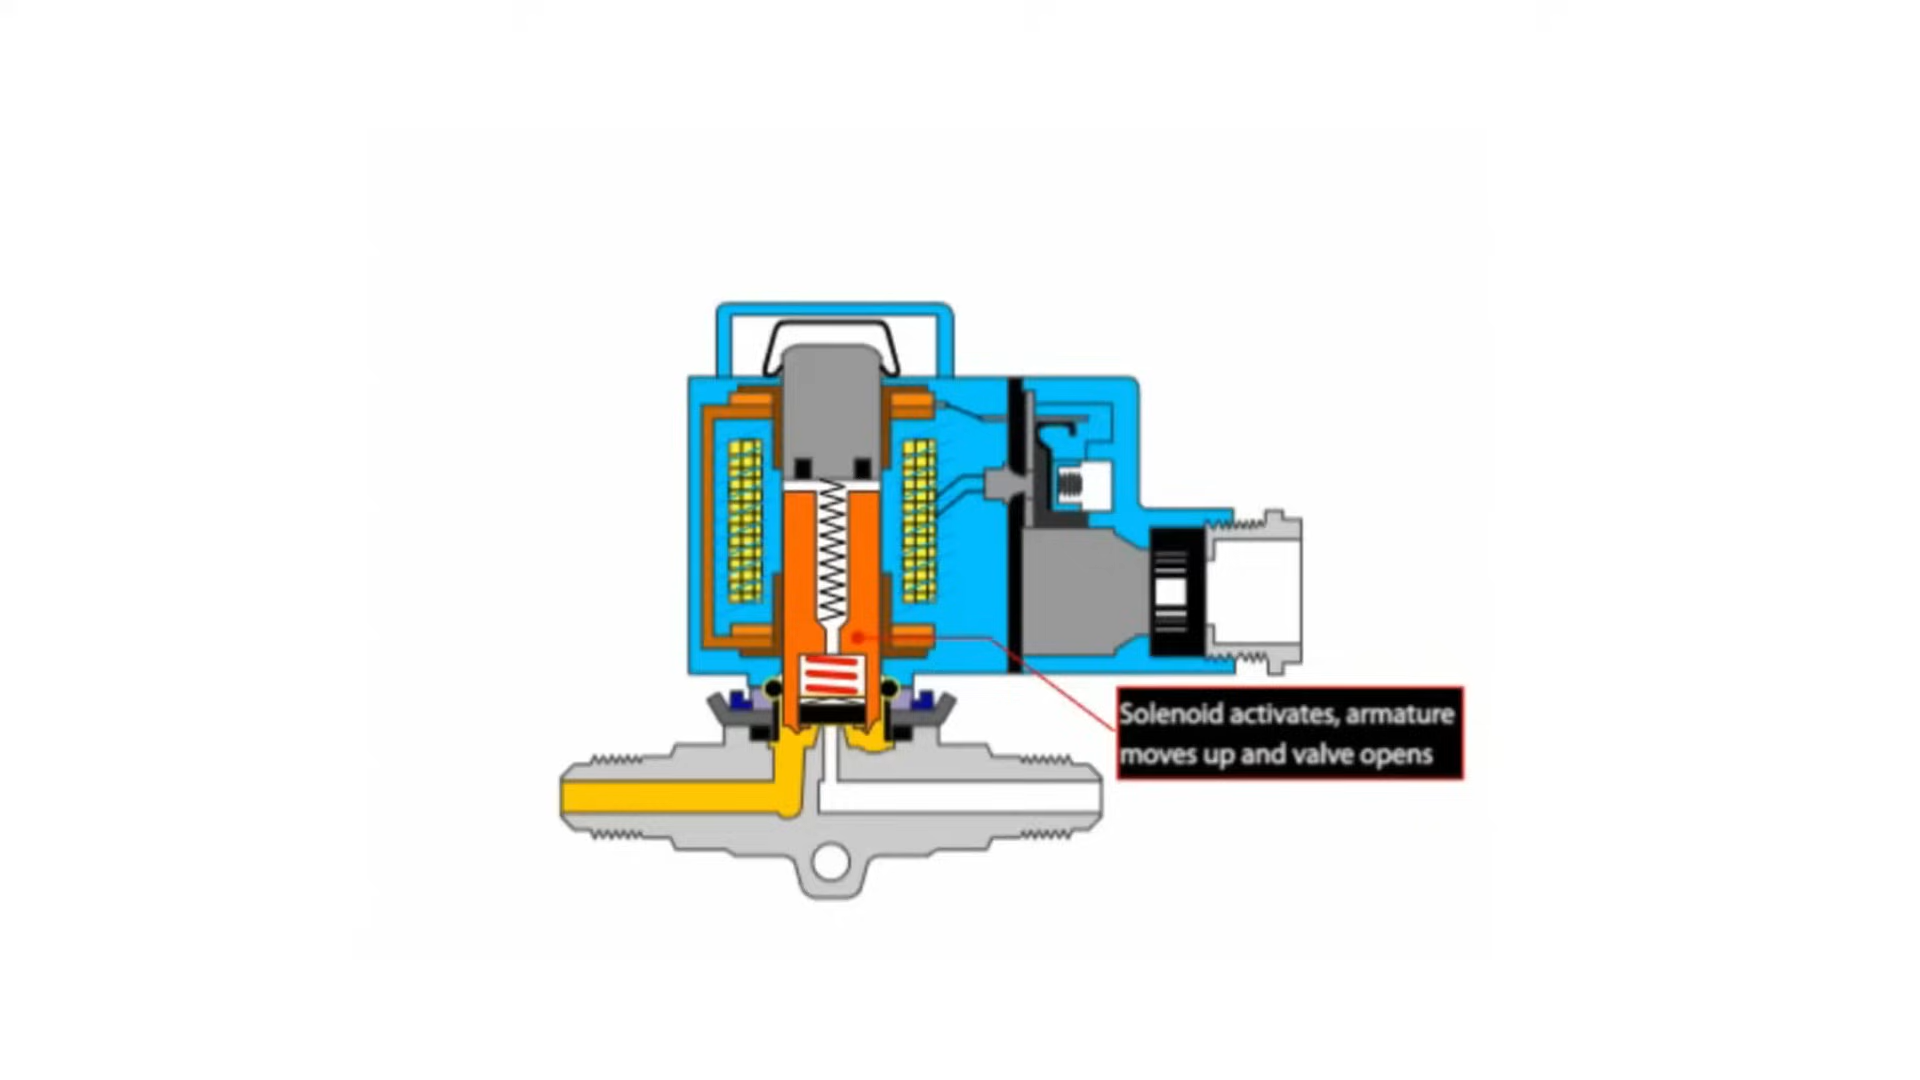 Solenoid activates, armature
moves up and valve opens